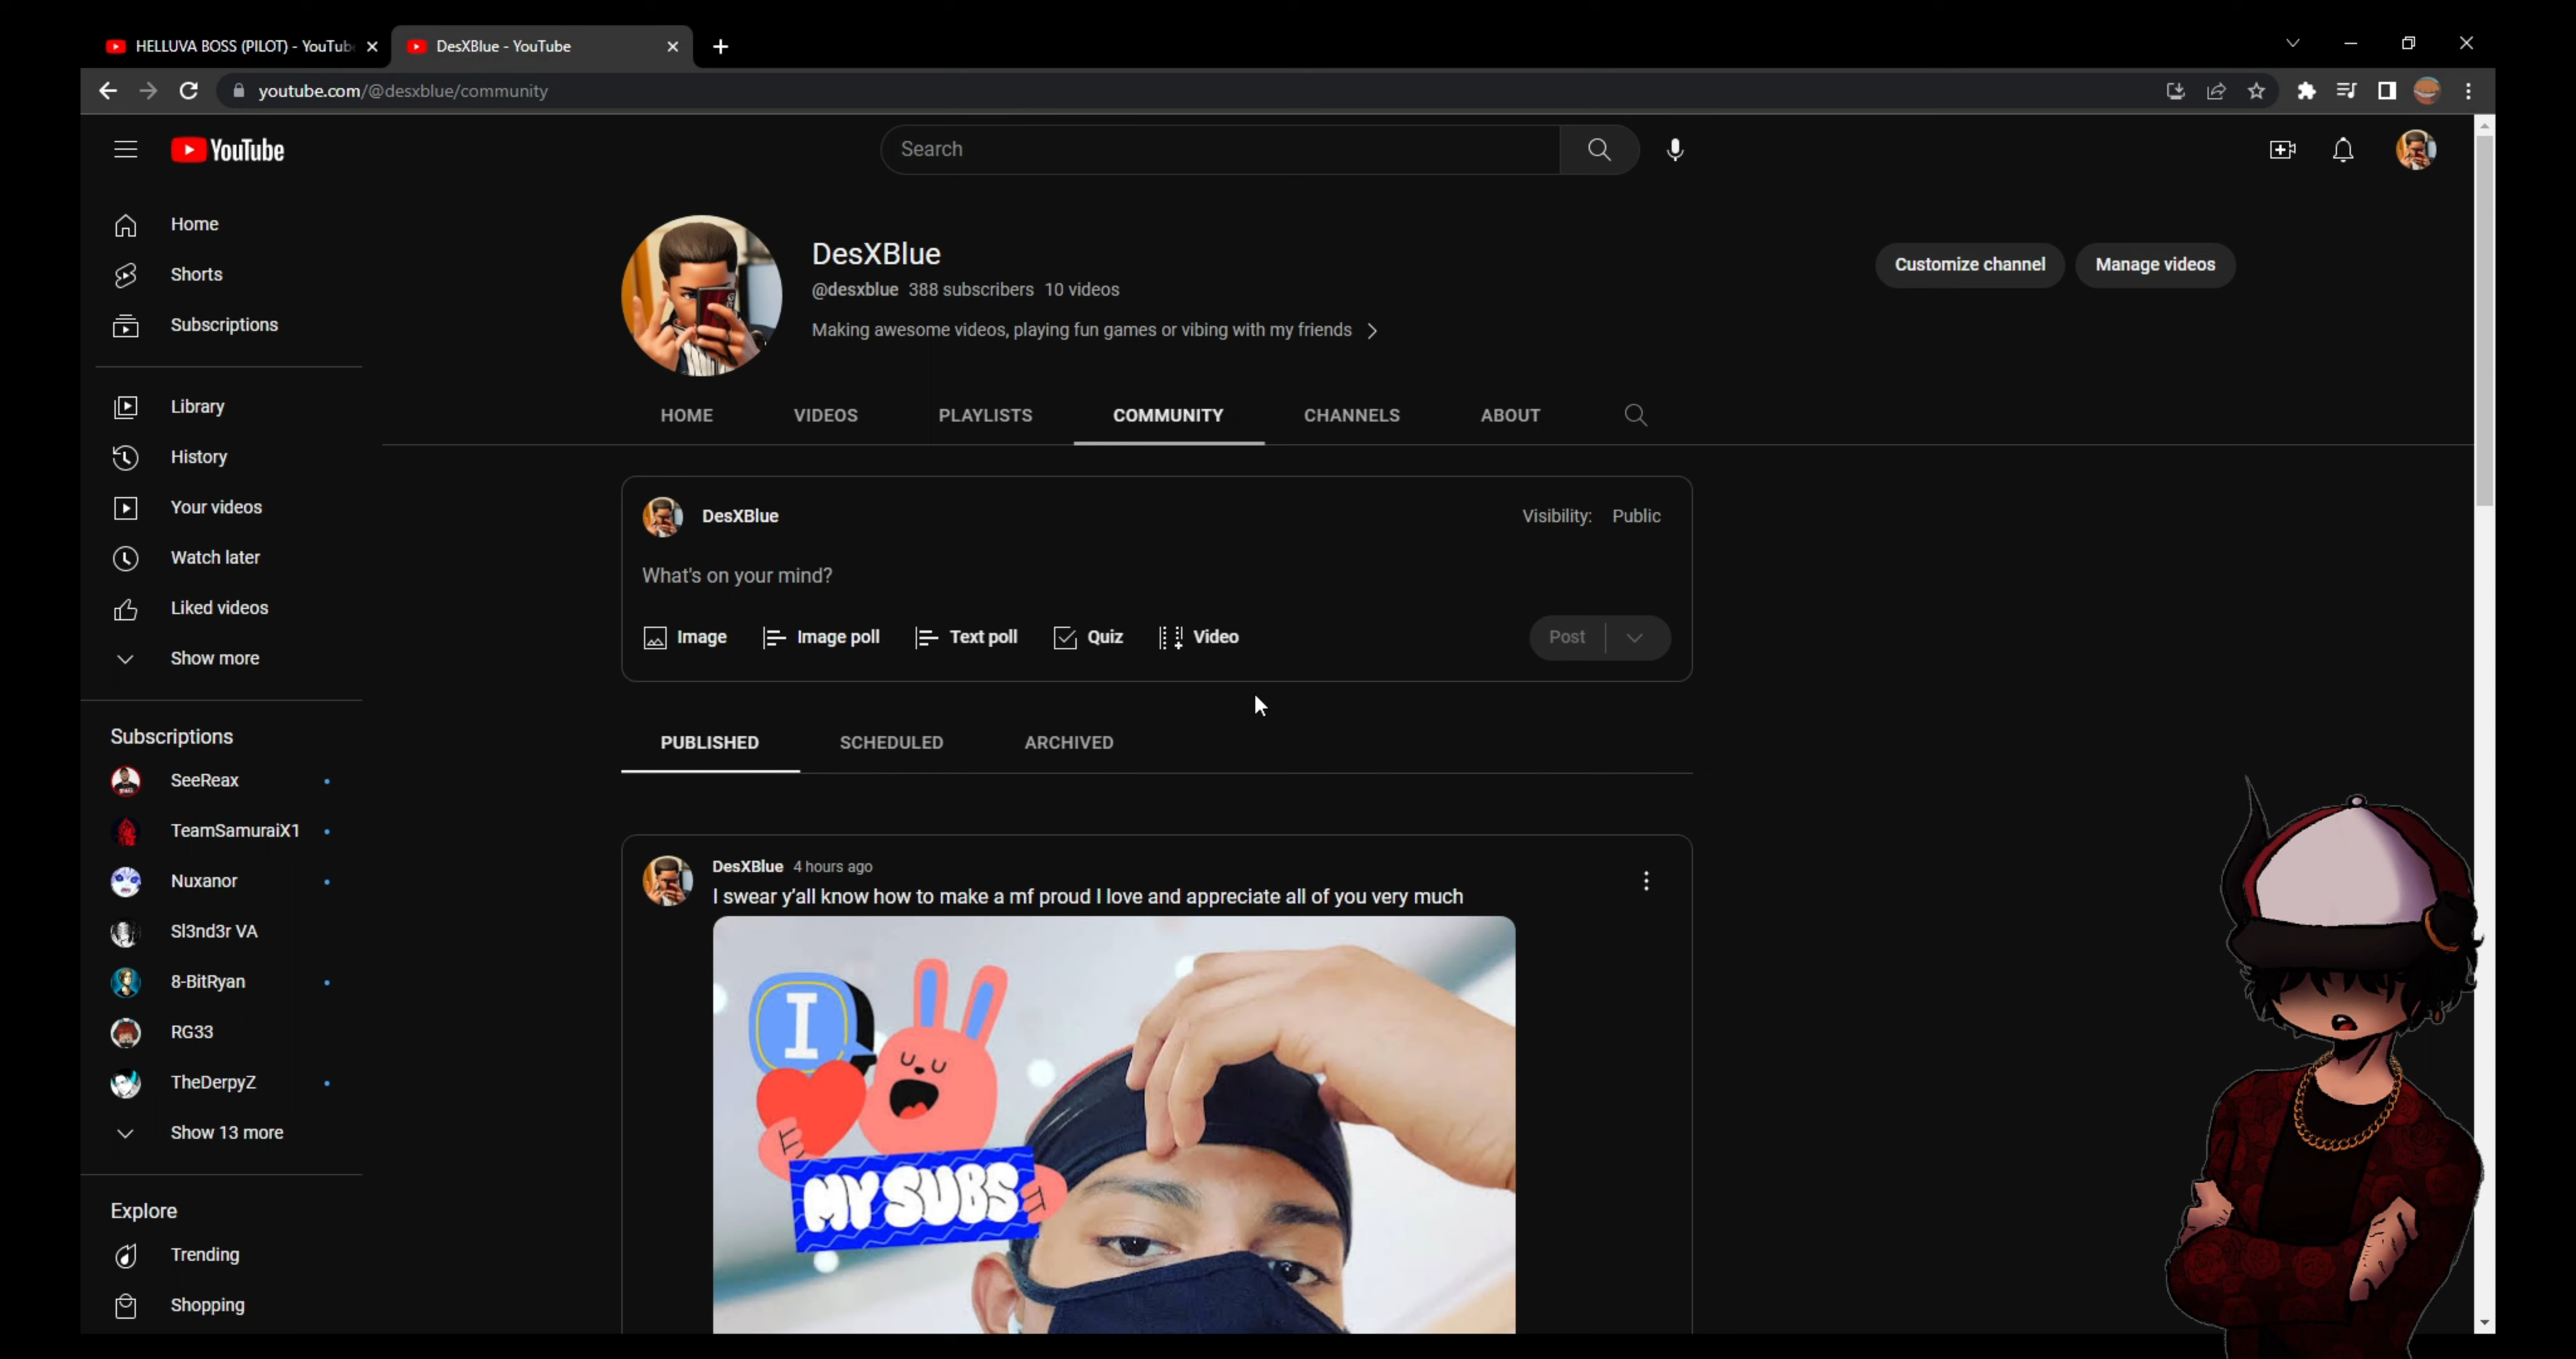 HELLUVA BOSS (PILOT) - YouTub
DesXBlue - YouTube
youtube.com/@desxblue/community
YouTube
Search
Home
Shorts
Subscriptions
Library
History
Your videos
Watch later
Liked videos
Show more
Subscriptions
SeeReax
TeamSamuraiX1
Nuxanor
Sl3nd3r VA
8-BitRyan
RG33
TheDerpyZ
Show 13 more
Explore
Trending
Shopping
DesXBlue
@desxblue 388 subscribers 10 videos
Making awesome videos, playing fun games or vibing with my friends
Customize channel
Manage videos
HOME VIDEOS PLAYLISTS COMMUNITY CHANNELS ABOUT
DesXBlue
Visibility: Public
What's on your mind?
Image Image poll Text poll Quiz Video
Post
PUBLISHED SCHEDULED ARCHIVED
DesXBlue 4 hours ago
I swear y'all know how to make a mf proud I love and appreciate all of you very much
I
MY SUBS